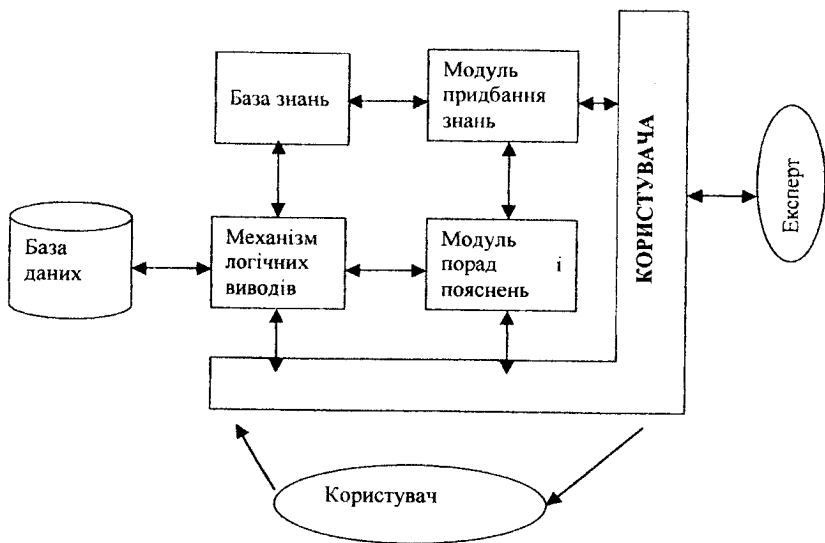 База знань
Модуль
придбання
знань
КОРИСТУВАЧА
Експерт
База
даних
Механізм
логічних
виводів
Модуль
порад і
пояснень
Користувач